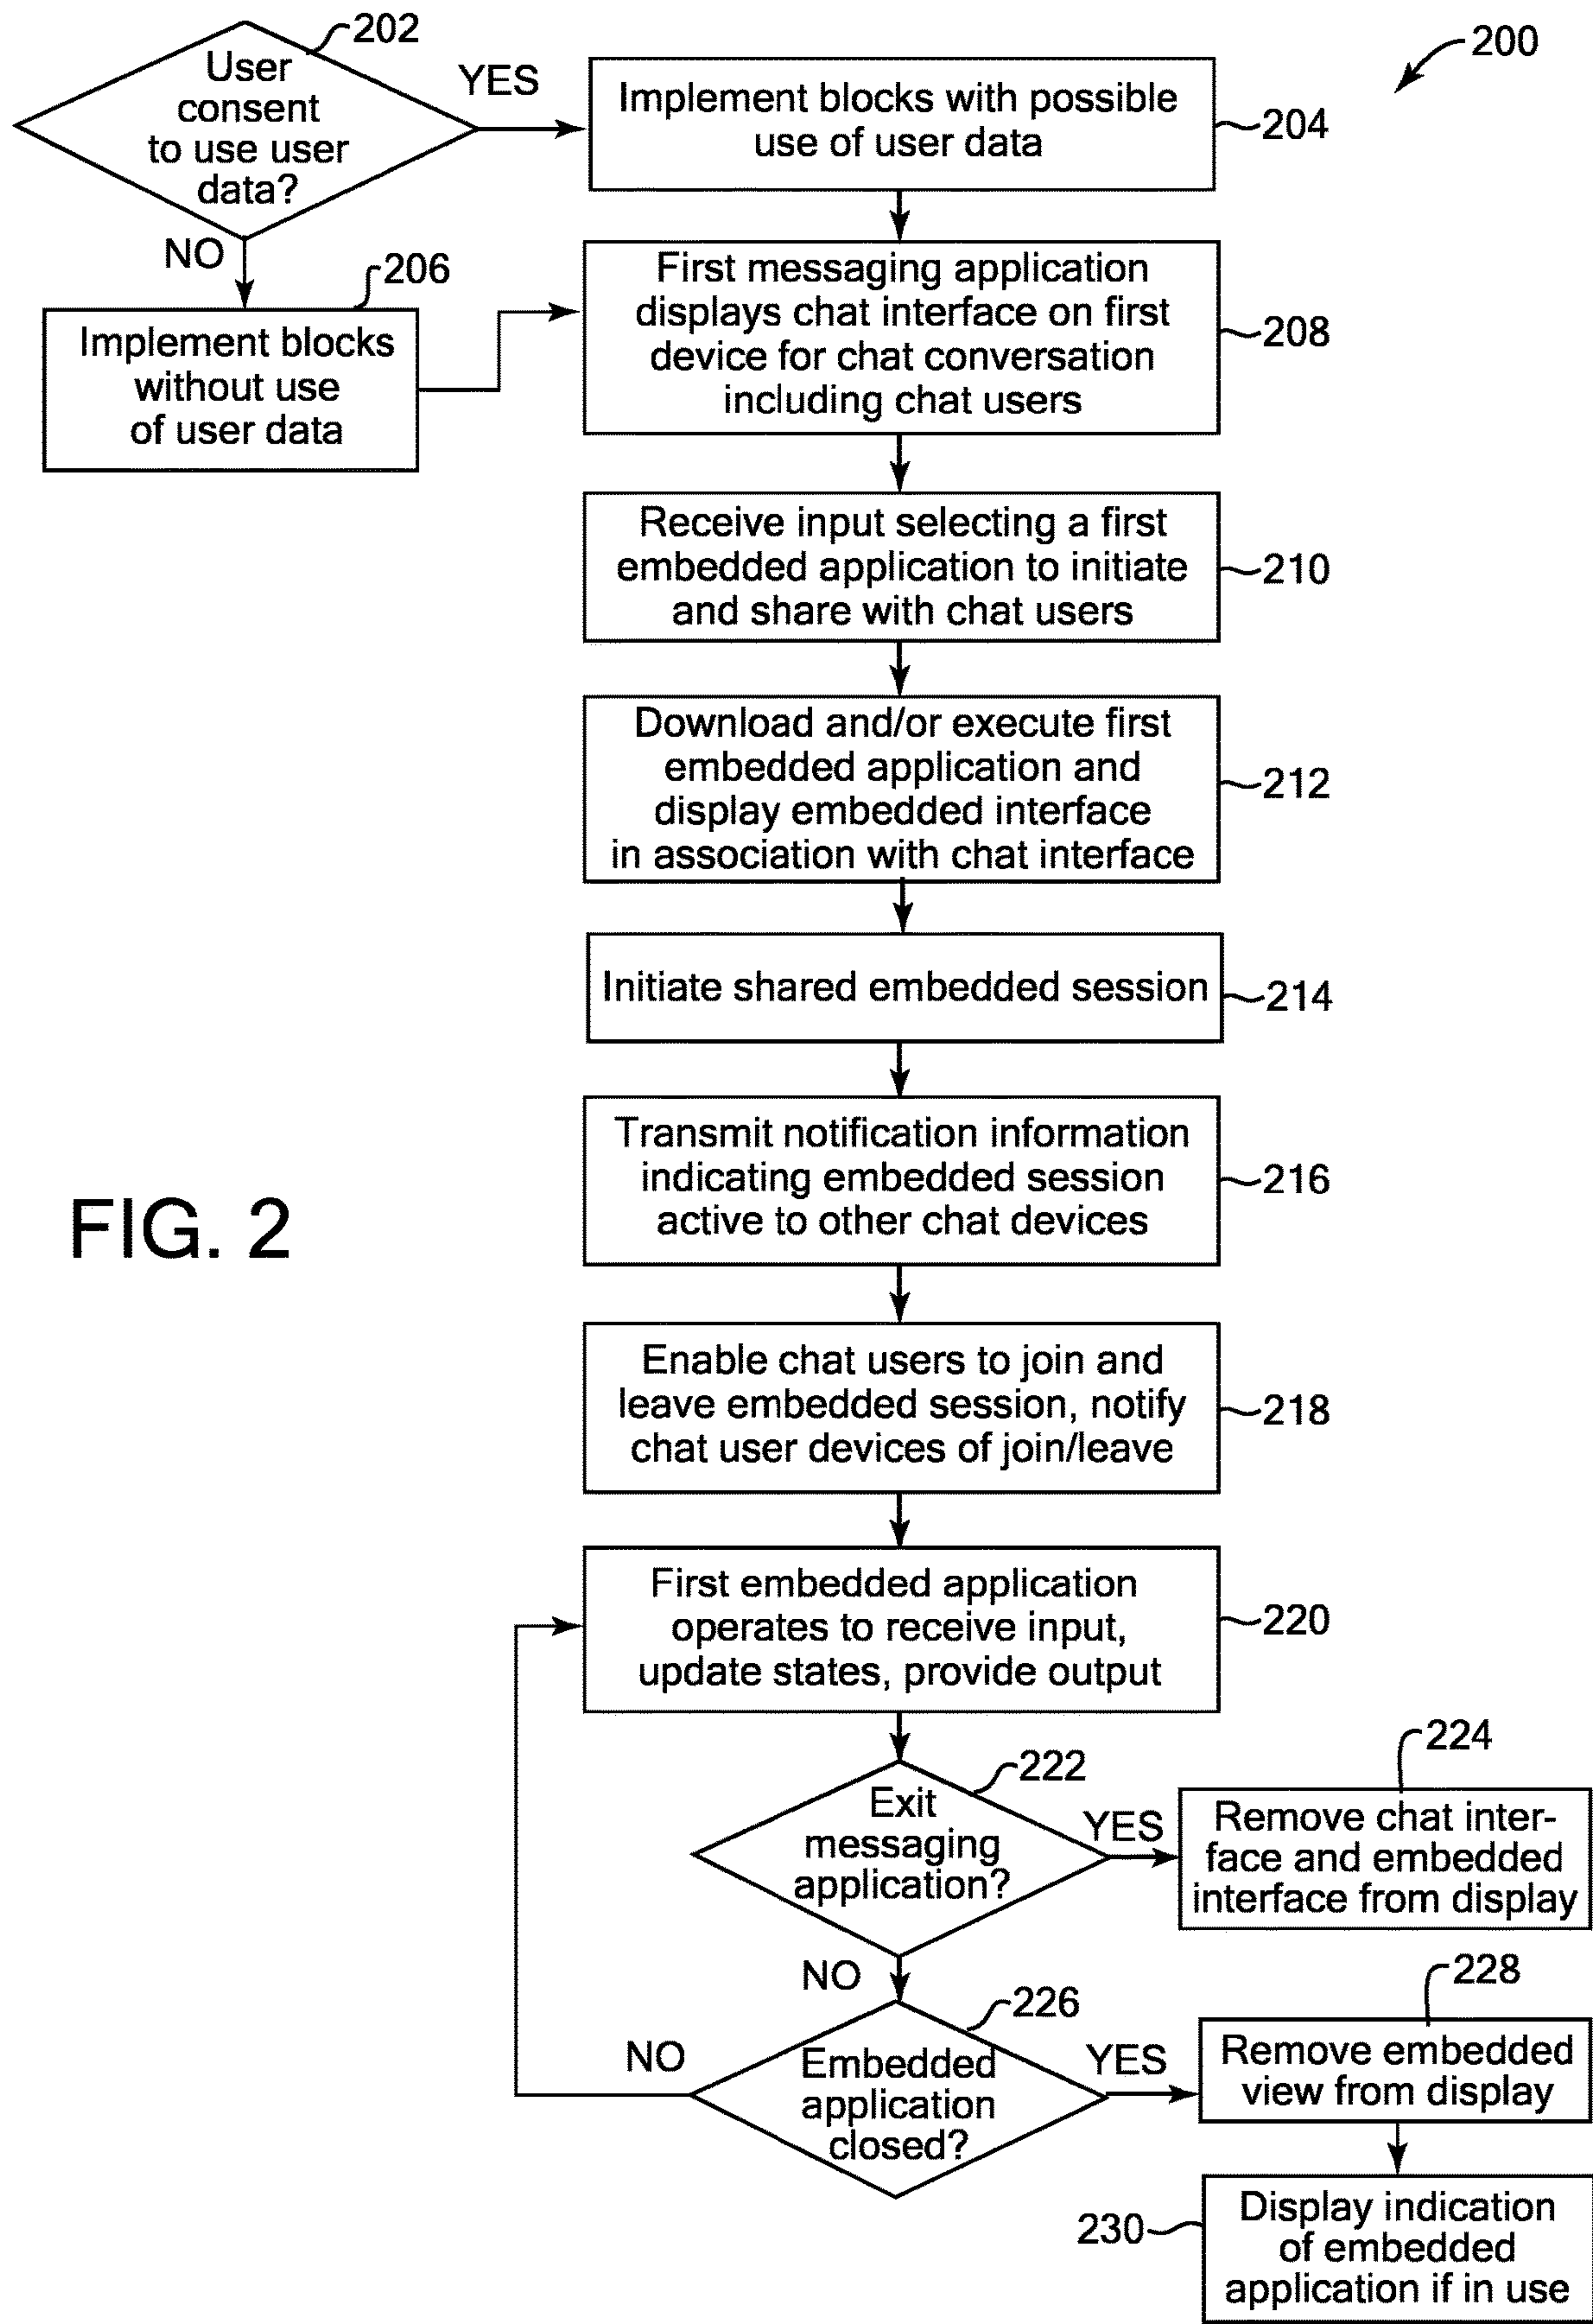 202
User
consent
to use user
data?
YES
Implement blocks with possible
use of user data
204
200
NO
206
Implement blocks
without use
of user data
First messaging application
displays chat interface on first
device for chat conversation
including chat users
208
Receive input selecting a first
embedded application to initiate
and share with chat users
210
Download and/or execute first
embedded application and
display embedded interface
in association with chat interface
212
Initiate shared embedded session
214
Transmit notification information
indicating embedded session
active to other chat devices
216
FIG. 2
Enable chat users to join and
leave embedded session, notify
chat user devices of join/leave
218
First embedded application
operates to receive input,
update states, provide output
220
222
Exit
messaging
application?
YES
224
Remove chat inter-
face and embedded
interface from display
NO
226
Embedded
application
closed?
NO
YES
228
Remove embedded
view from display
230
Display indication
of embedded
application if in use